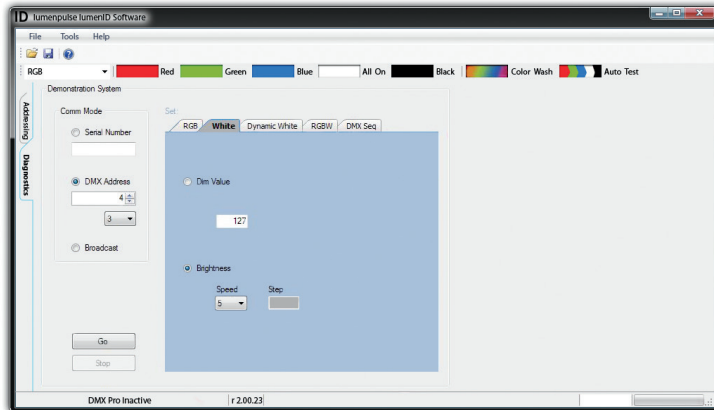 ID lumenpulse lumenID Software
File Tools Help
RGB Red Green Blue All On Black Color Wash Auto Test
Demonstration System
Addressing
Diagnostics
Comm Mode
Serial Number
DMX Address
4
3
Broadcast
Go
Stop
Set
RGB White Dynamic White RGBW DMX Seq
Dim Value
127
Brightness
Speed Step
5
DMX Pro Inactive r 2.00.23